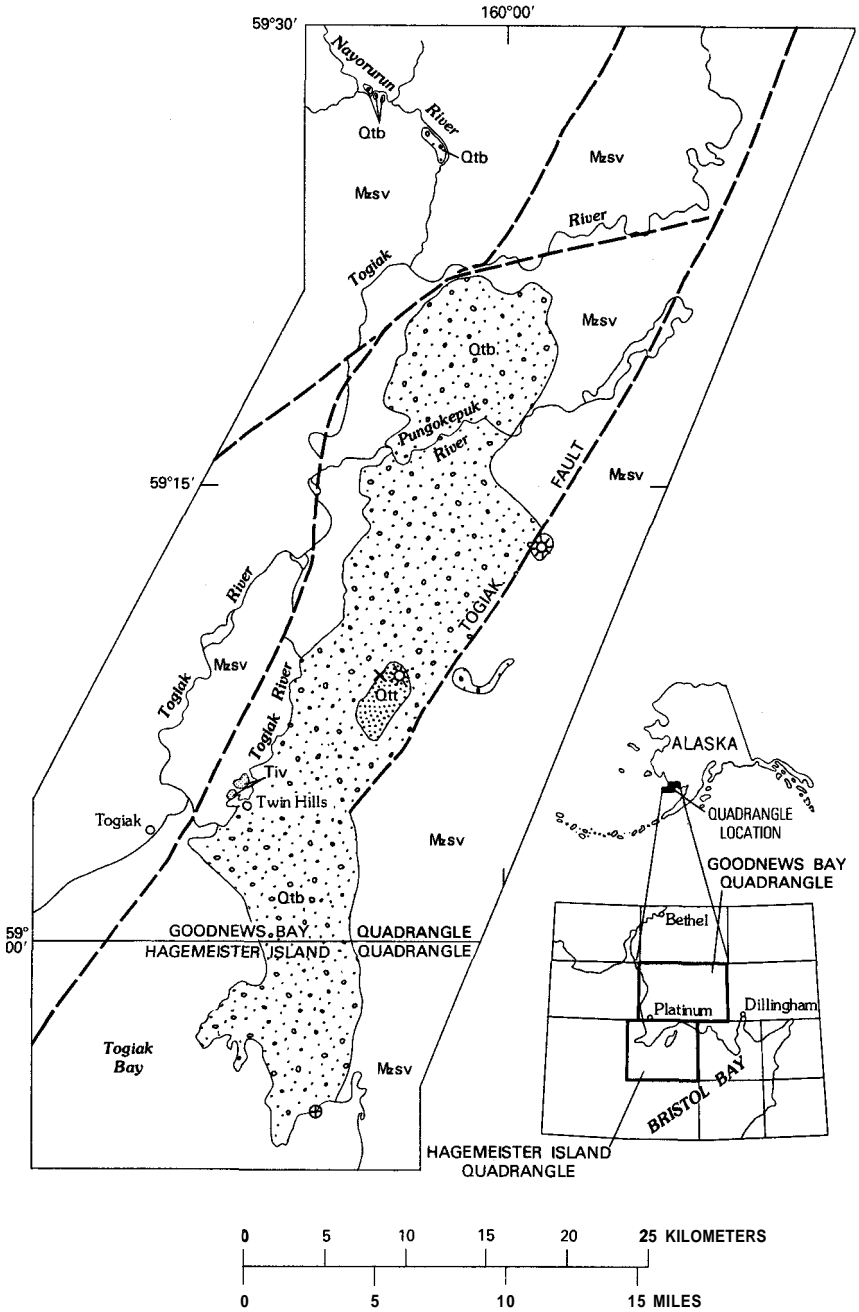 59°30'
160°00'
Nayorurun
River
Qtb
Qtb
Mzsv
Mzsv
River
Togiak
Mzsv
Qtb
Pungokepuk
River
59°15'
FAULT
Mzsv
TOGIAK
River
Mzsv
Togiak
River
Togiak
Qtt
Tiv
Twin Hills
Togiak
Mzsv
Qtb
59°
00'
GOODNEWS BAY QUADRANGLE
HAGEMEISTER ISLAND QUADRANGLE
Togiak
Bay
Mzsv
ALASKA
QUADRANGLE
LOCATION
GOODNEWS BAY
QUADRANGLE
Bethel
Platinum
Dillingham
BRISTOL BAY
HAGEMEISTER ISLAND
QUADRANGLE
0 5 10 15 20 25 KILOMETERS
0 5 10 15 MILES